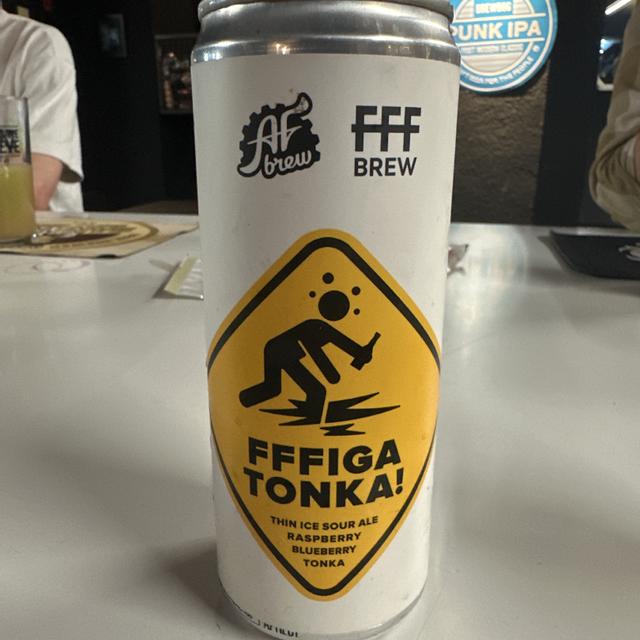 AF
brew
FFF
BREW
PUNK IPA
FFFIGA
TONKA!
THIN ICE SOUR ALE
RASPBERRY
BLUEBERRY
TONKA